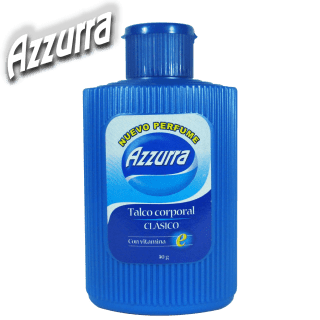 Azzurra
NUEVO PERFUME
Azzurra
Talco corporal
CLASICO
Con vitamina e